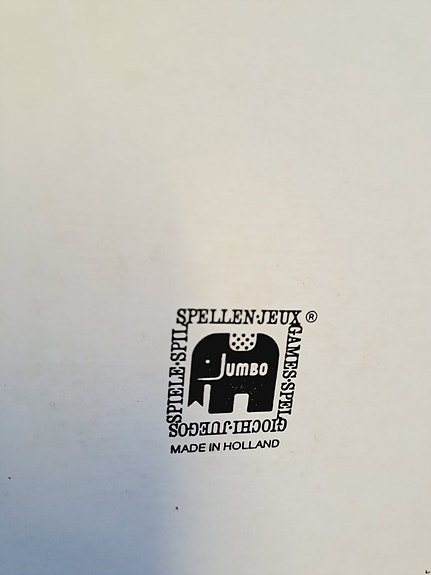 SPELLEN·JEUX ®
GAMES·SPEL
GIOCHI·JUEGOS
SPIELE·SPIL
JUMBO
MADE IN HOLLAND